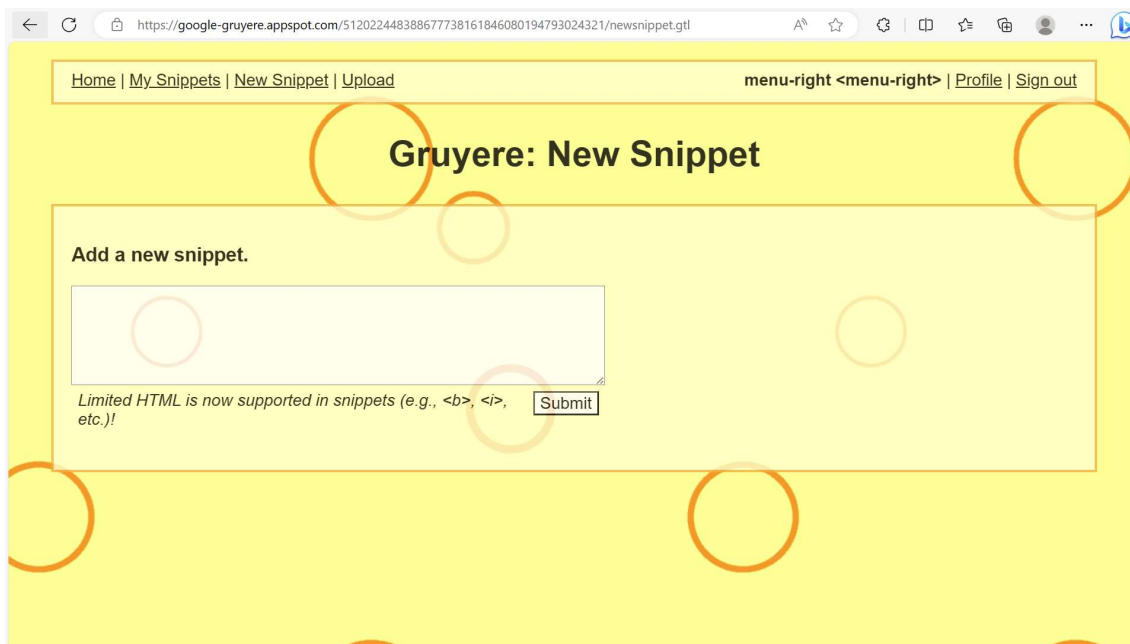 https://google-gruyere.appspot.com/512022448388677738161846080194793024321/newsnippet.gtl
Home | My Snippets | New Snippet | Upload
menu-right <menu-right> | Profile | Sign out
Gruyere: New Snippet
Add a new snippet.
Limited HTML is now supported in snippets (e.g., <b>, <i>,
etc.)!
Submit